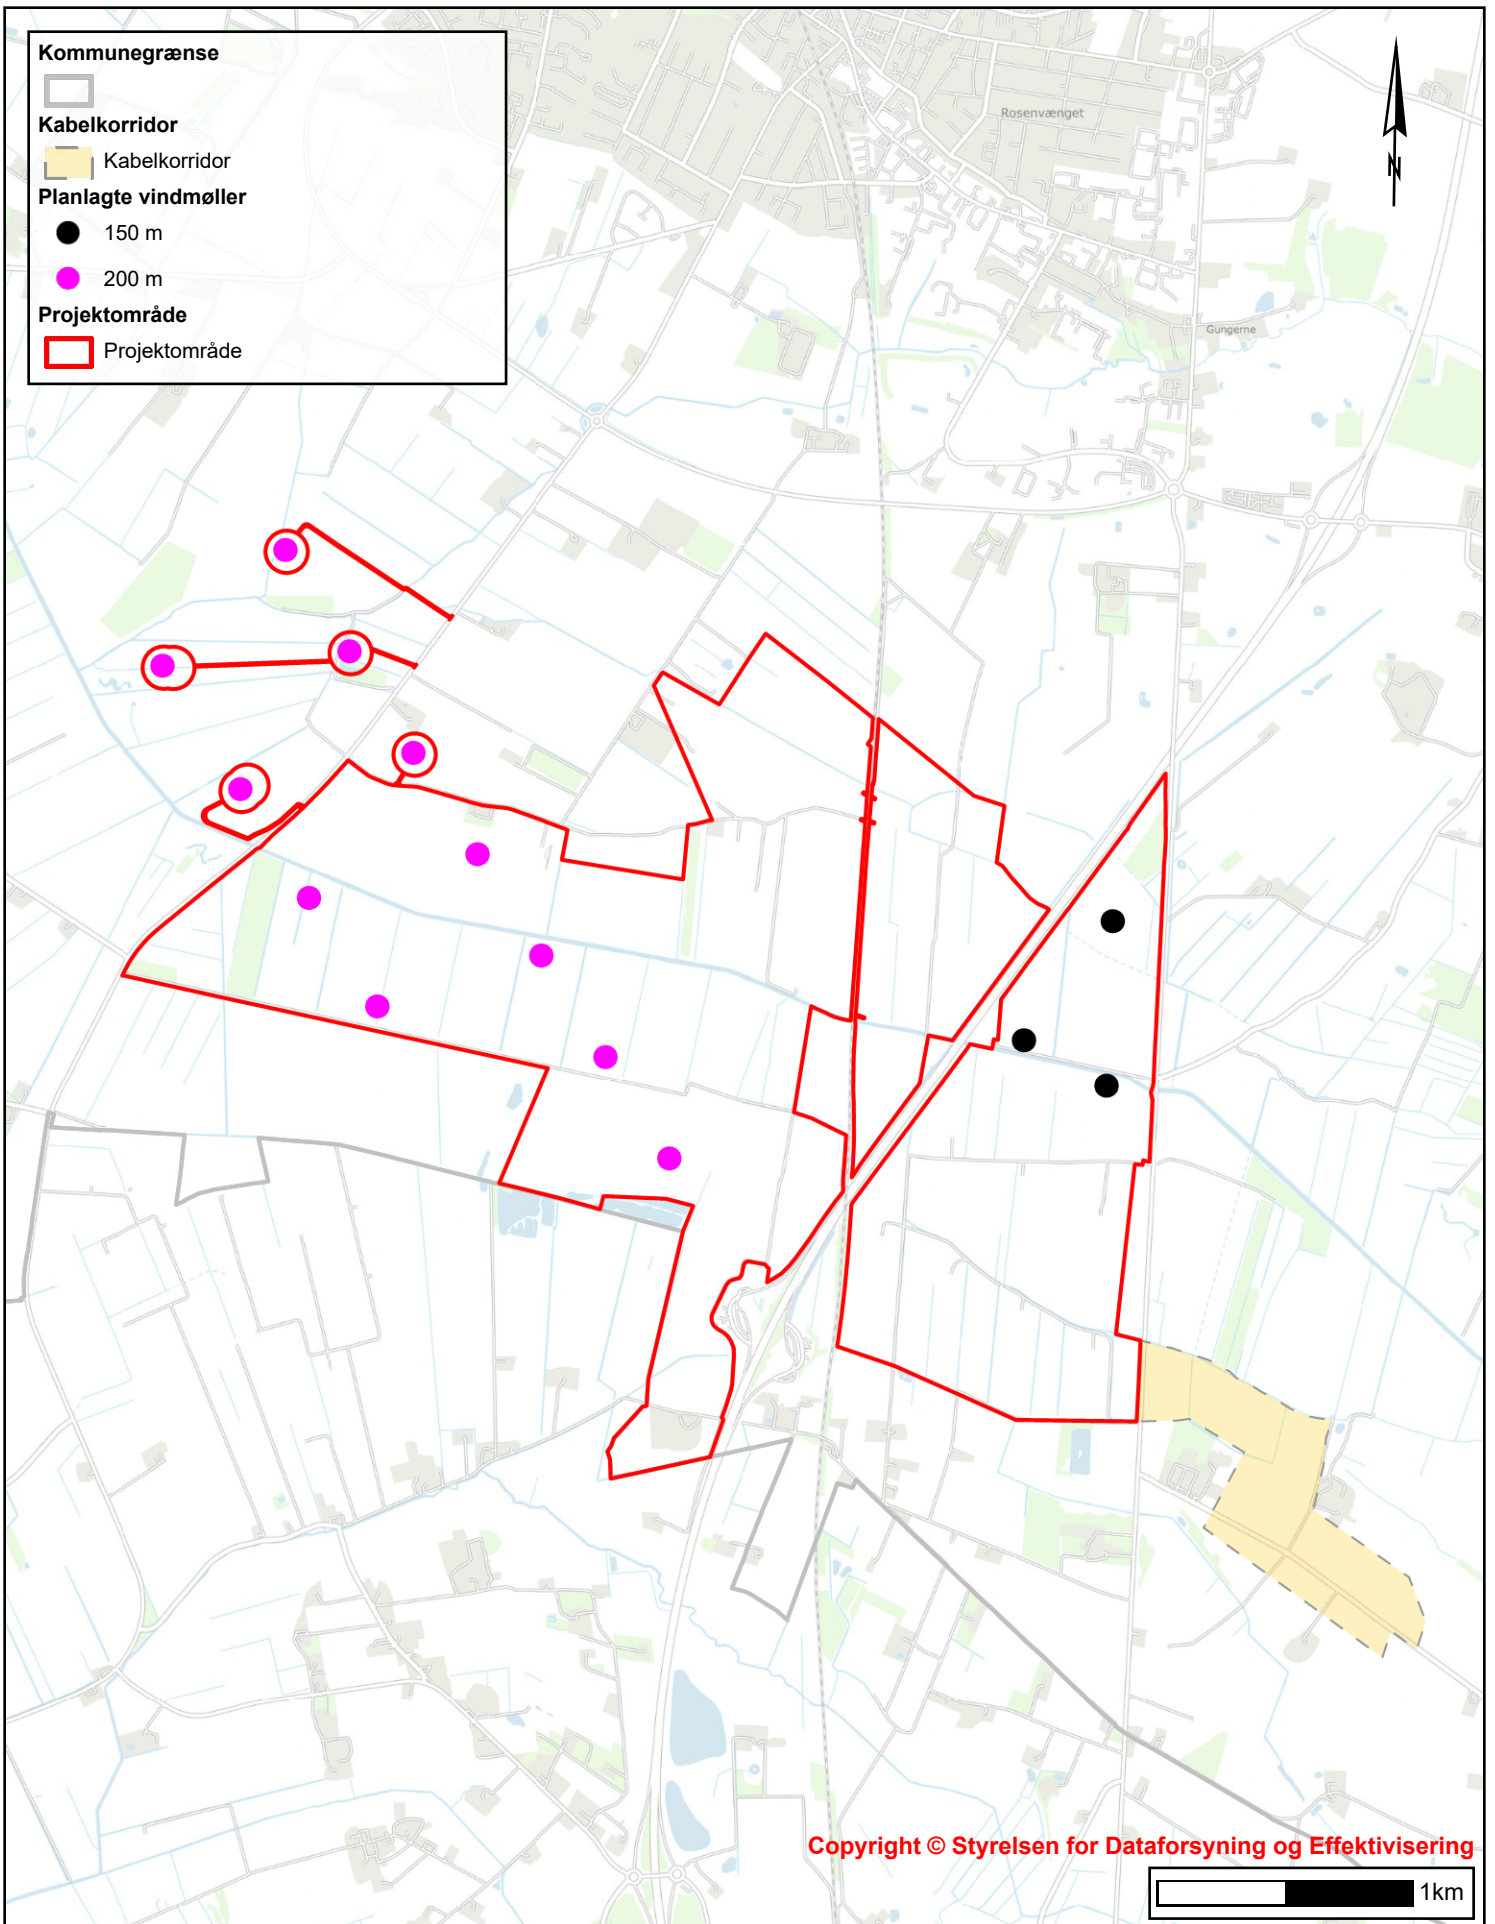 Kommunegrænse
Kabelkorridor
Kabelkorridor
Planlagte vindmøller
150 m
200 m
Projektområde
Projektområde
Rosenvænget
N
Gungerne
Copyright © Styrelsen for Dataforsyning og Effektivisering
1km